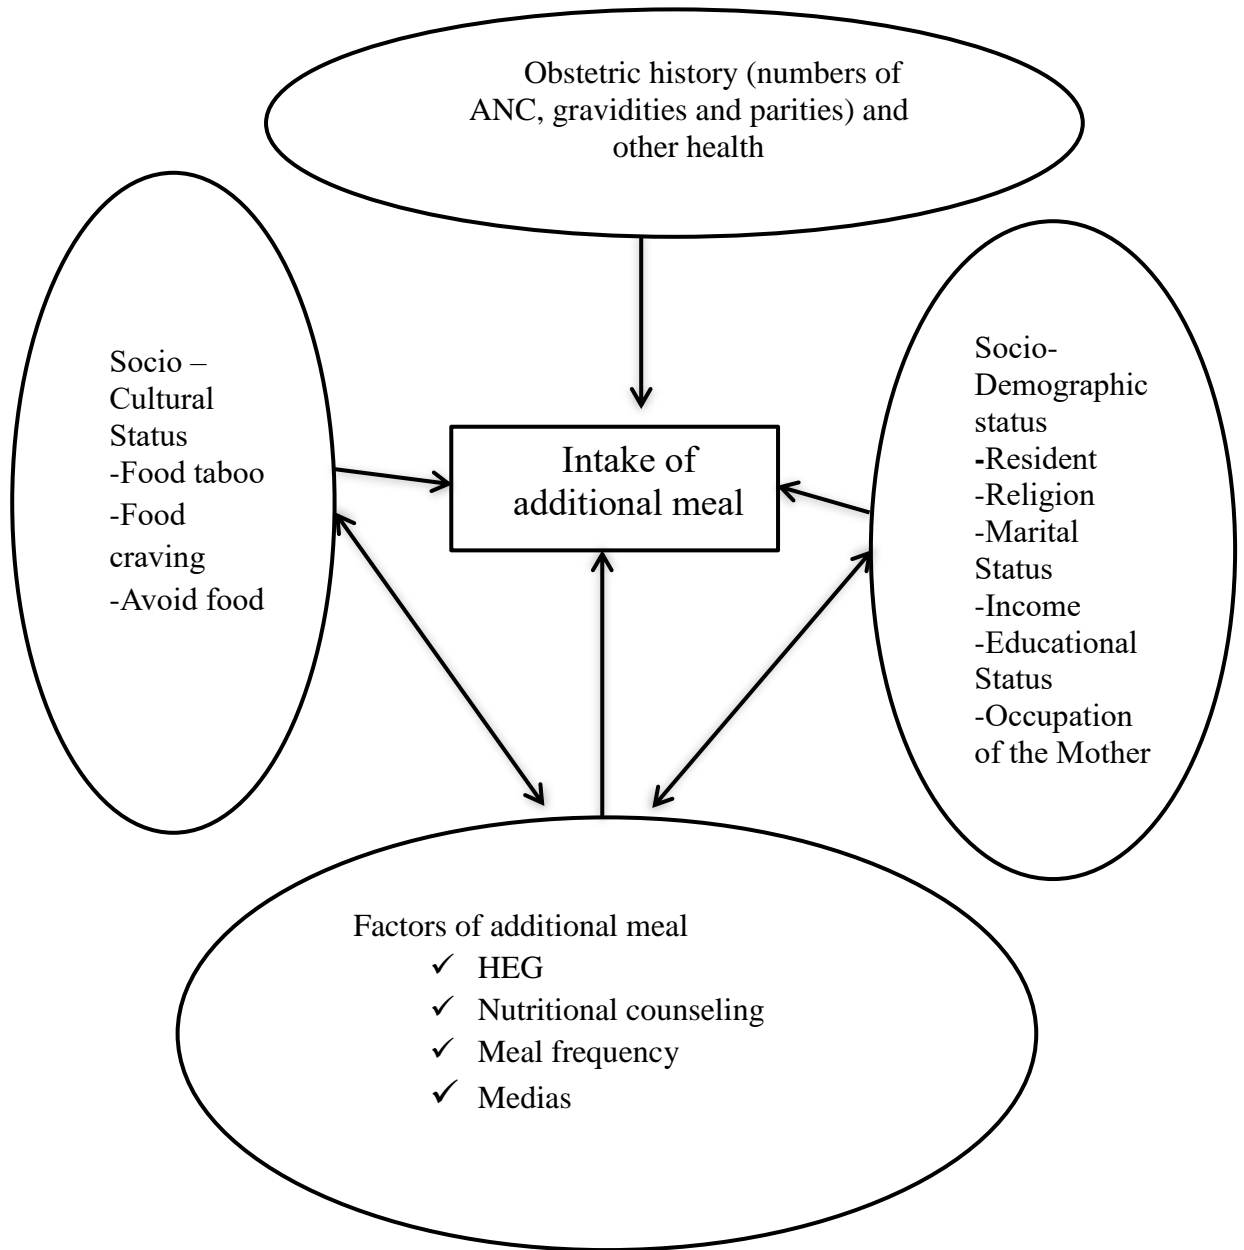 Obstetric history (numbers of
ANC, gravidities and parities) and
other health
Socio –
Cultural
Status
-Food taboo
-Food
craving
-Avoid food
Intake of
additional meal
Socio-
Demographic
status
-Resident
-Religion
-Marital
Status
-Income
-Educational
Status
-Occupation
of the Mother
Factors of additional meal
✓ HEG
✓ Nutritional counseling
✓ Meal frequency
✓ Medias